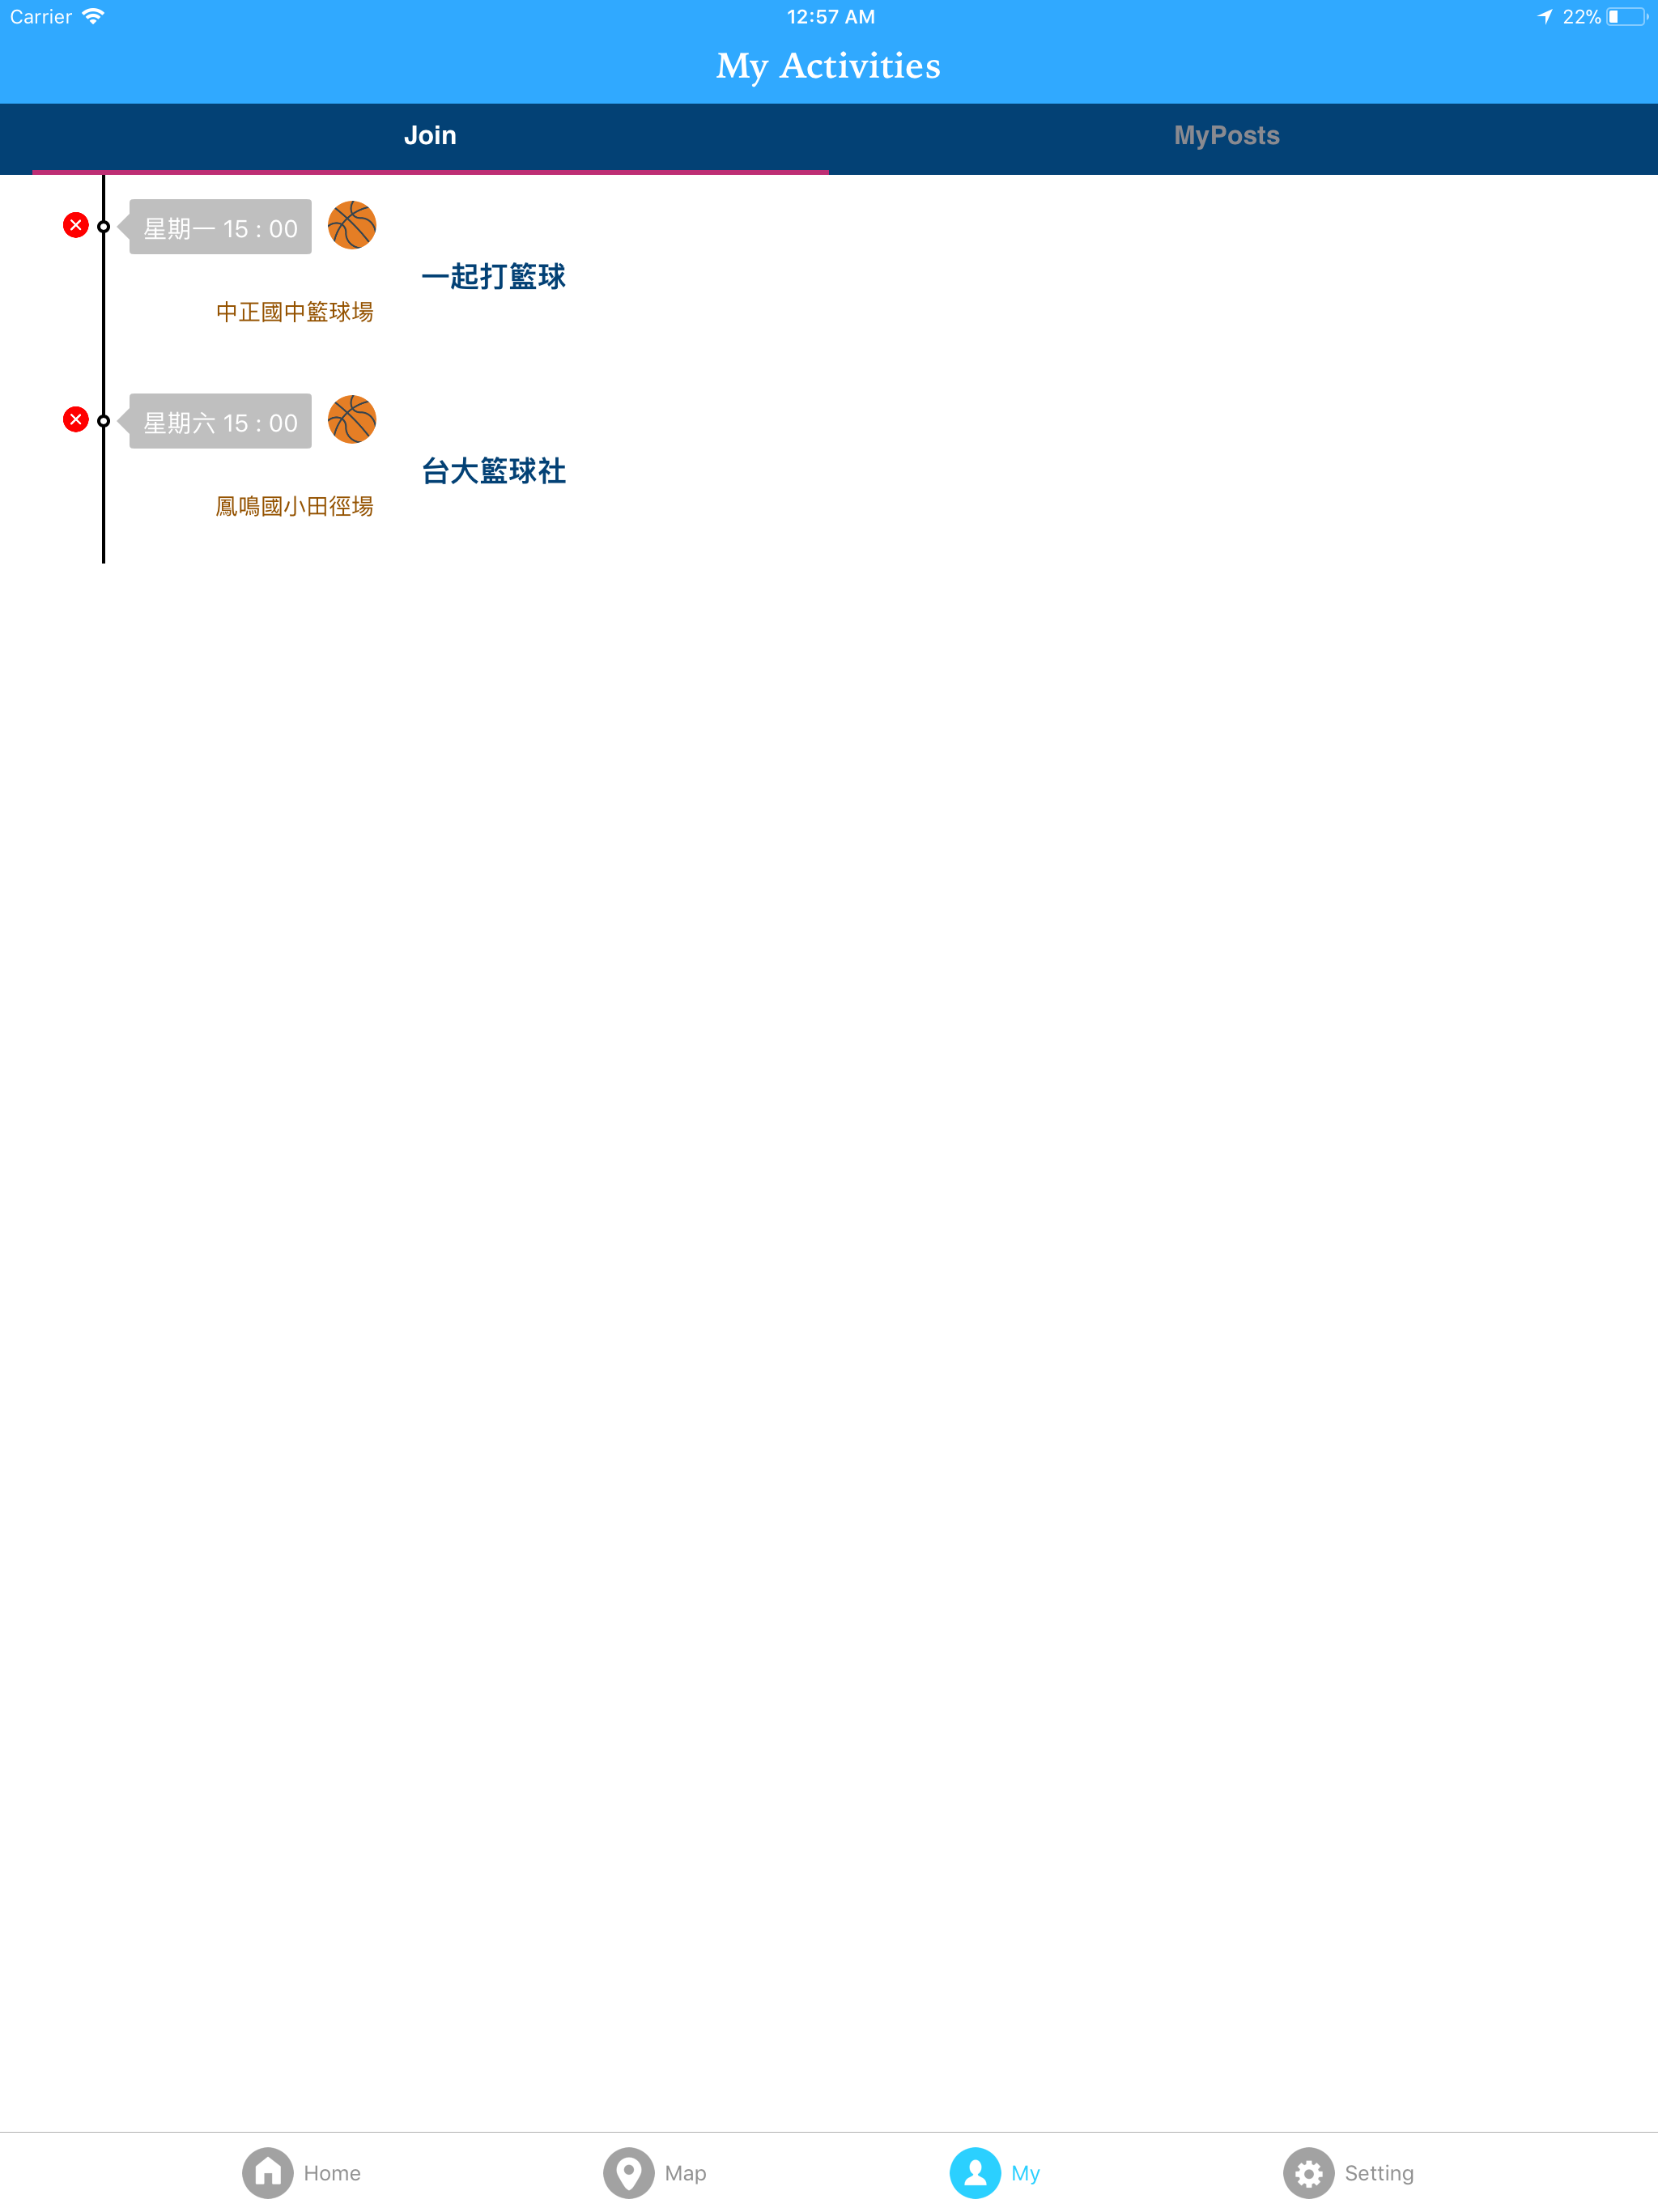 Carrier 12:57 AM 22%
My Activities
Join MyPosts
星期一 15 : 00
一起打籃球
中正國中籃球場
星期六 15 : 00
台大籃球社
鳳鳴國小田徑場
Home Map My Setting